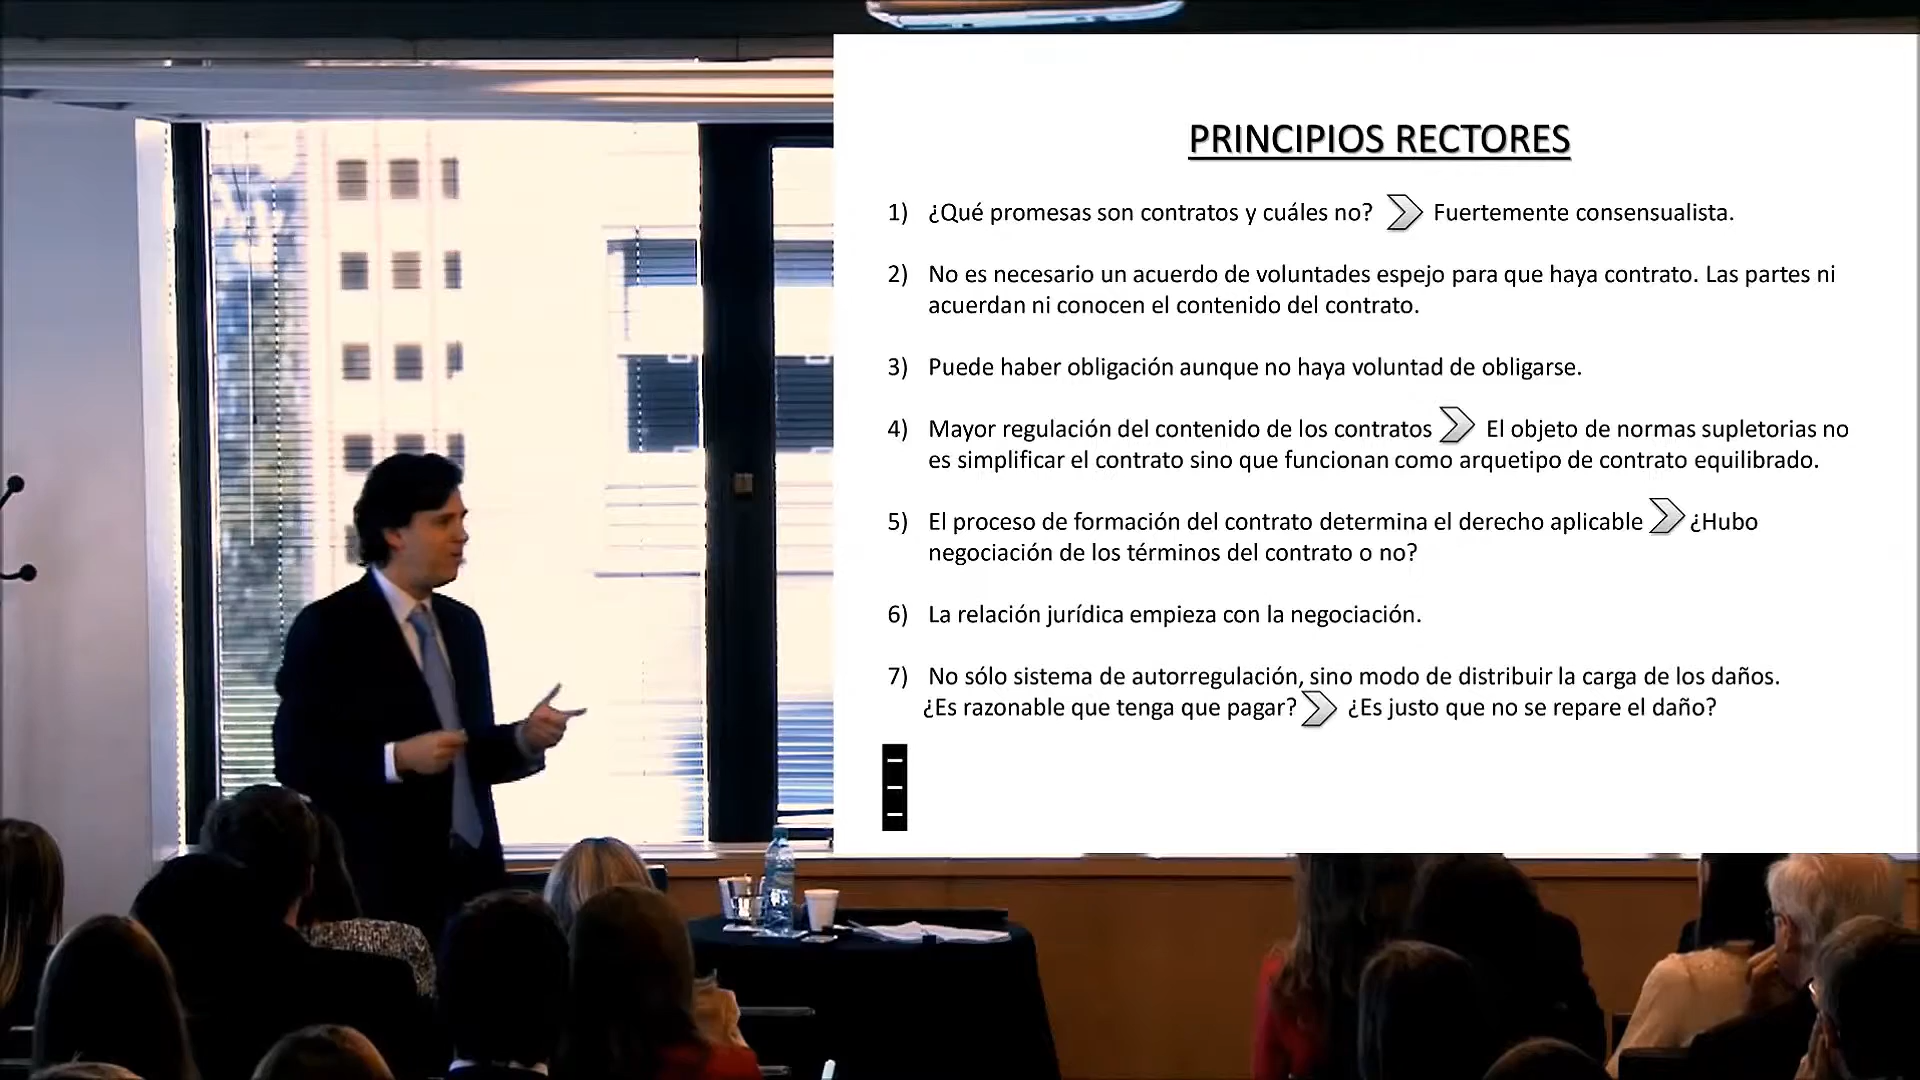 PRINCIPIOS RECTORES
1) ¿Qué promesas son contratos y cuáles no? Fuertemente consensualista.
2) No es necesario un acuerdo de voluntades espejo para que haya contrato. Las partes ni
acuerdan ni conocen el contenido del contrato.
3) Puede haber obligación aunque no haya voluntad de obligarse.
4) Mayor regulación del contenido de los contratos El objeto de normas supletorias no
es simplificar el contrato sino que funcionan como arquetipo de contrato equilibrado.
5) El proceso de formación del contrato determina el derecho aplicable ¿Hubo
negociación de los términos del contrato o no?
6) La relación jurídica empieza con la negociación.
7) No sólo sistema de autorregulación, sino modo de distribuir la carga de los daños.
¿Es razonable que tenga que pagar? ¿Es justo que no se repare el daño?